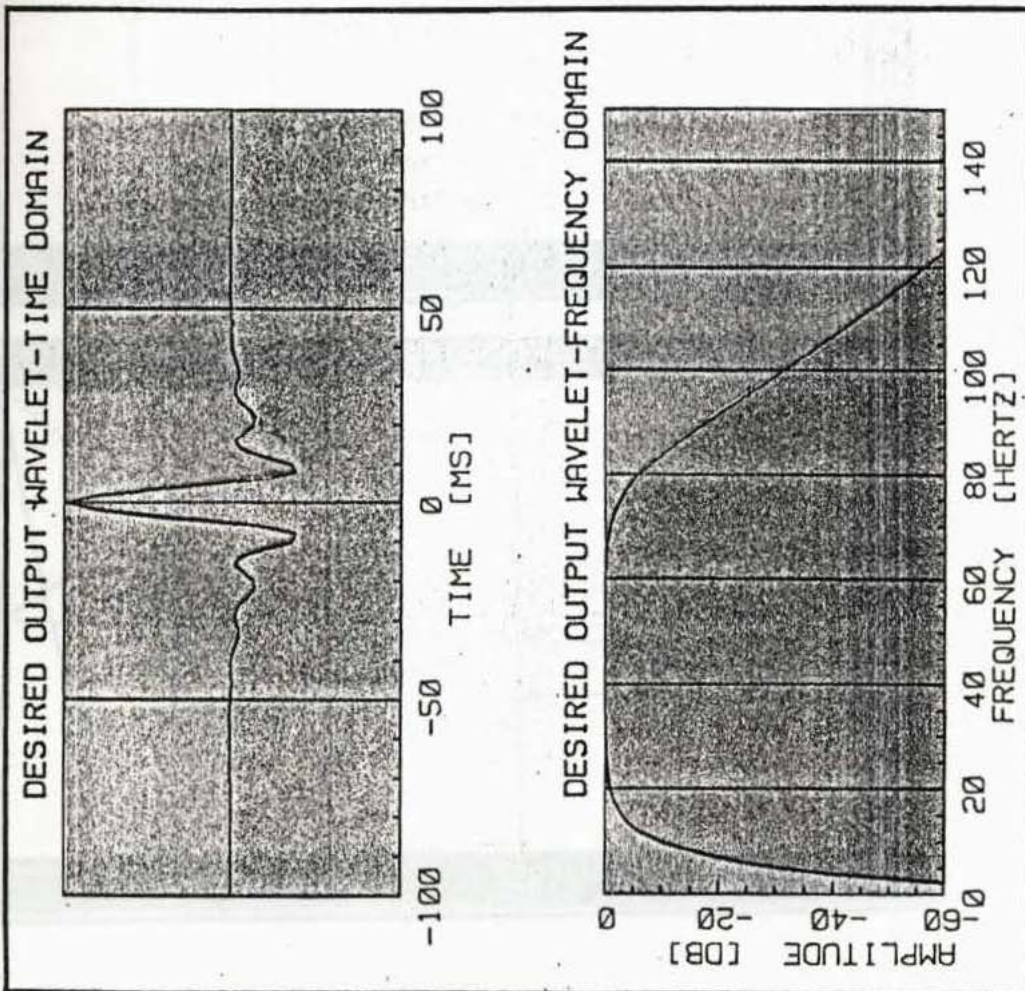 DESIRED OUTPUT WAVELET-TIME DOMAIN
-100 -50 0 50 100
TIME [MS]
DESIRED OUTPUT WAVELET-FREQUENCY DOMAIN
AMPLITUDE [DB]
0
-20
-40
-60
0 20 40 60 80 100 120 140
FREQUENCY [HERTZ]